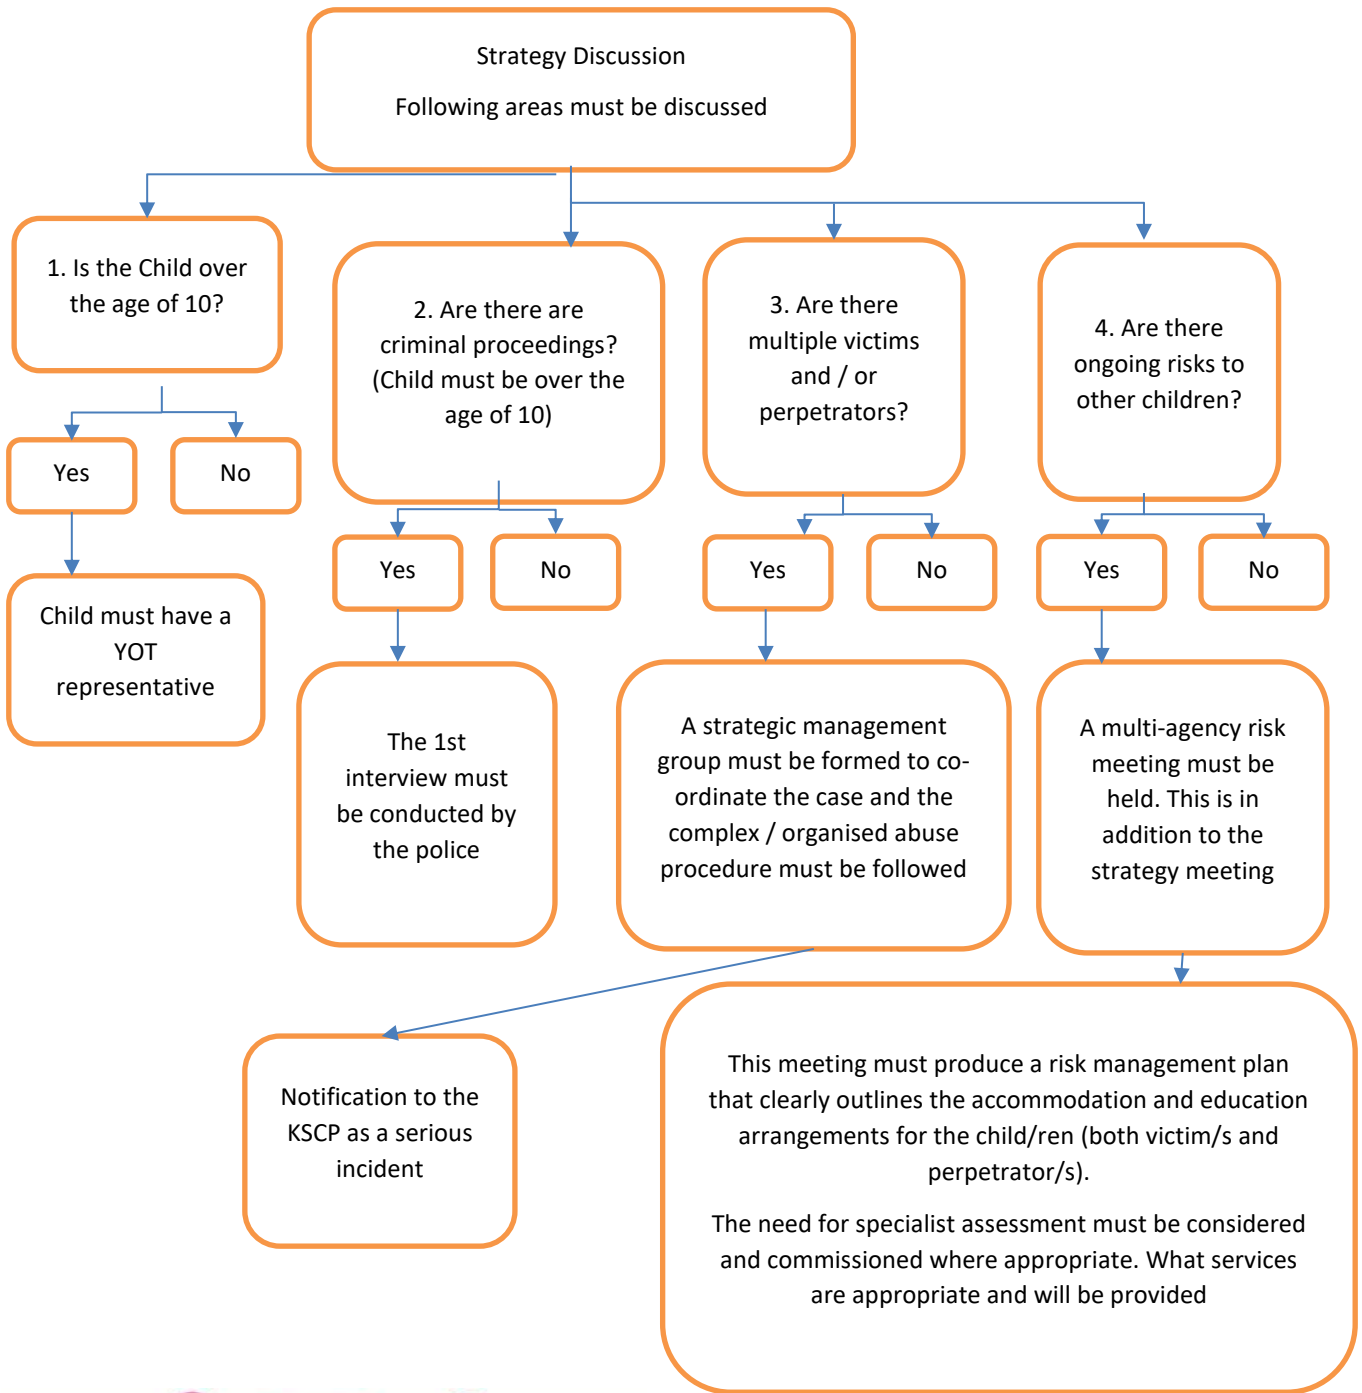 Strategy Discussion
Following areas must be discussed
1. Is the Child over
the age of 10?
Yes
No
Child must have a
YOT
representative
2. Are there are
criminal proceedings?
(Child must be over the
age of 10)
Yes
No
The 1st
interview must
be conducted by
the police
3. Are there
multiple victims
and / or
perpetrators?
Yes
No
A strategic management
group must be formed to co-
ordinate the case and the
complex / organised abuse
procedure must be followed
Notification to the
KSCP as a serious
incident
4. Are there
ongoing risks to
other children?
Yes
No
A multi-agency risk
meeting must be
held. This is in
addition to the
strategy meeting
This meeting must produce a risk management plan
that clearly outlines the accommodation and education
arrangements for the child/ren (both victim/s and
perpetrator/s).
The need for specialist assessment must be considered
and commissioned where appropriate. What services
are appropriate and will be provided